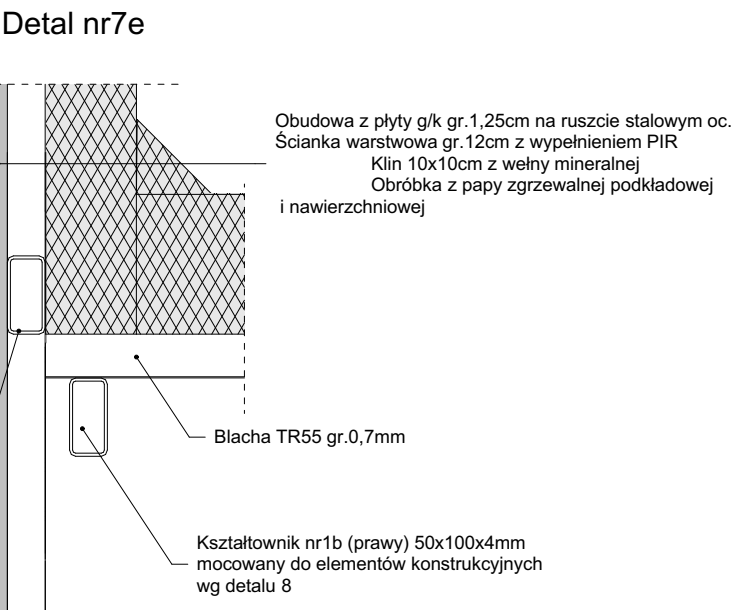 Detal nr7e
Obudowa z płyty g/k gr.1,25cm na ruszcie stalowym oc.
Ścianka warstwowa gr.12cm z wypełnieniem PIR
Klin 10x10cm z wełny mineralnej
Obróbka z papy zgrzewalnej podkładowej
i nawierzchniowej
Blacha TR55 gr.0,7mm
Kształtownik nr1b (prawy) 50x100x4mm
mocowany do elementów konstrukcyjnych
wg detalu 8